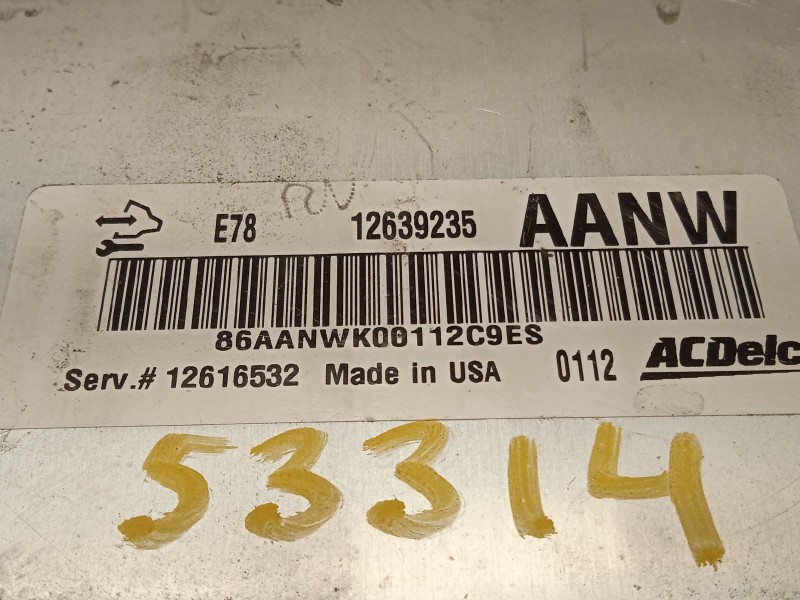 E78 12639235 AANW
86AANWK00112C9ES
Serv.# 12616532 Made in USA 0112 ACDelc
53314